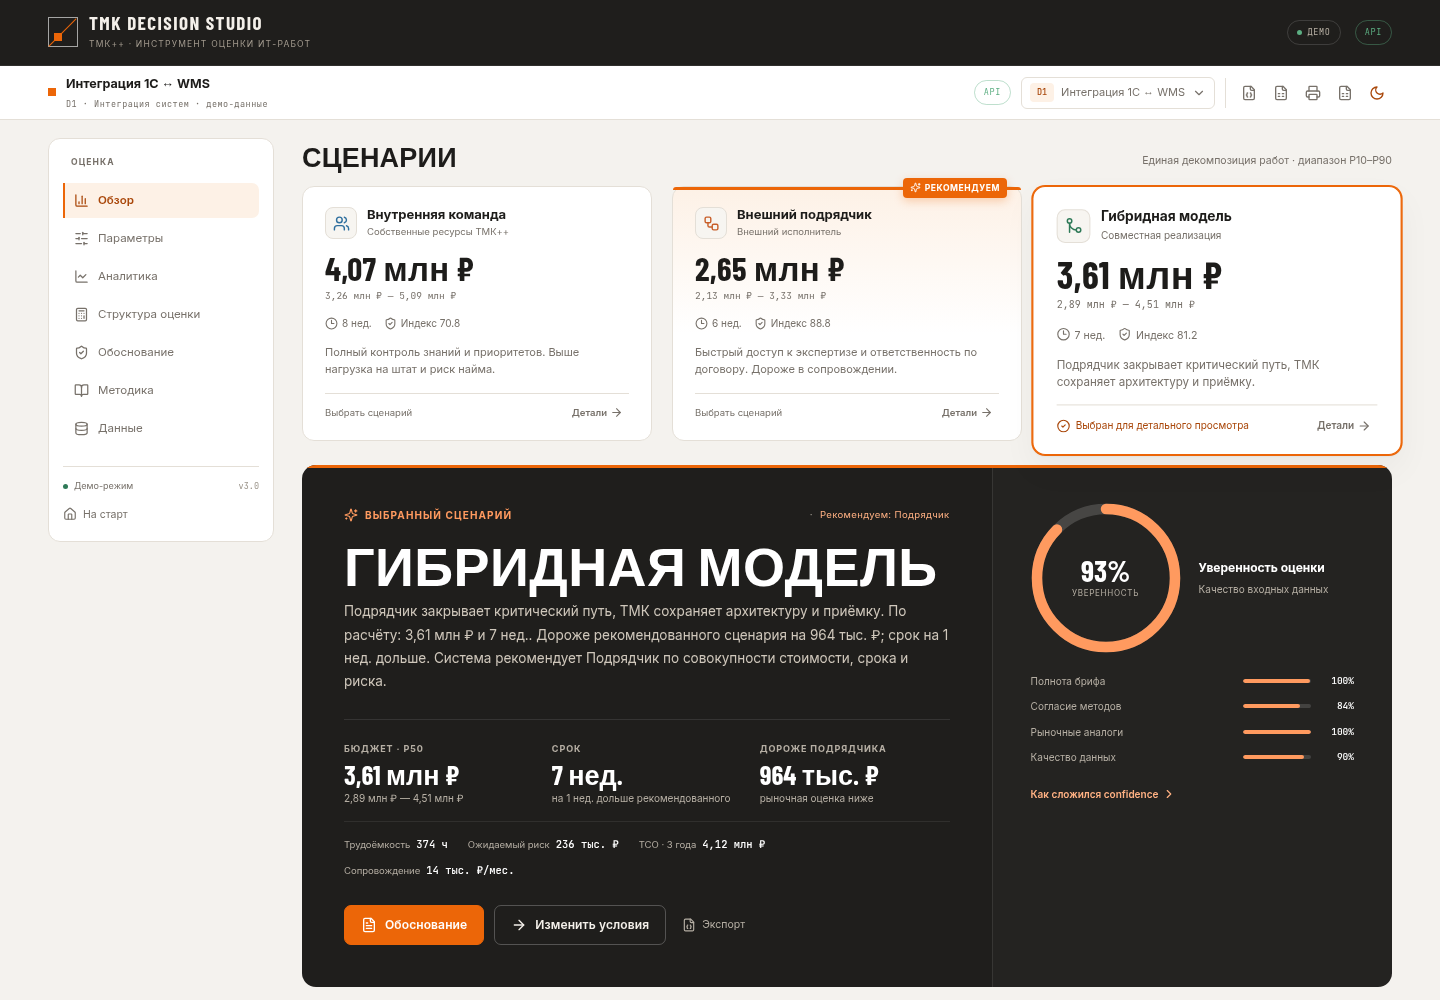 TMK DECISION STUDIO
ТМК++ · ИНСТРУМЕНТ ОЦЕНКИ ИТ-РАБОТ
ДЕМО
API
Интеграция 1С ↔ WMS
D1 · Интеграция систем · демо-данные
API
D1 Интеграция 1С ↔ WMS
ОЦЕНКА
Обзор
Параметры
Аналитика
Структура оценки
Обоснование
Методика
Данные
Демо-режим v3.0
На старт
СЦЕНАРИИ
Единая декомпозиция работ · диапазон P10–P90
Внутренняя команда
Собственные ресурсы ТМК++
4,07 млн ₽
3,26 млн ₽ — 5,09 млн ₽
8 нед. Индекс 70.8
Полный контроль знаний и приоритетов. Выше
нагрузка на штат и риск найма.
Выбрать сценарий Детали
РЕКОМЕНДУЕМ
Внешний подрядчик
Внешний исполнитель
2,65 млн ₽
2,13 млн ₽ — 3,33 млн ₽
6 нед. Индекс 88.8
Быстрый доступ к экспертизе и ответственность по
договору. Дороже в сопровождении.
Выбрать сценарий Детали
Гибридная модель
Совместная реализация
3,61 млн ₽
2,89 млн ₽ — 4,51 млн ₽
7 нед. Индекс 81.2
Подрядчик закрывает критический путь, ТМК
сохраняет архитектуру и приёмку.
Выбран для детального просмотра Детали
ВЫБРАННЫЙ СЦЕНАРИЙ
· Рекомендуем: Подрядчик
ГИБРИДНАЯ МОДЕЛЬ
Подрядчик закрывает критический путь, ТМК сохраняет архитектуру и приёмку. По
расчёту: 3,61 млн ₽ и 7 нед.. Дороже рекомендованного сценария на 964 тыс. ₽; срок на 1
нед. дольше. Система рекомендует Подрядчик по совокупности стоимости, срока и
риска.
БЮДЖЕТ · P50
3,61 млн ₽
2,89 млн ₽ — 4,51 млн ₽
СРОК
7 нед.
на 1 нед. дольше рекомендованного
ДОРОЖЕ ПОДРЯДЧИКА
964 тыс. ₽
рыночная оценка ниже
Трудоёмкость 374 ч Ожидаемый риск 236 тыс. ₽ TCO · 3 года 4,12 млн ₽
Сопровождение 14 тыс. ₽/мес.
Обоснование
Изменить условия
Экспорт
93%
УВЕРЕННОСТЬ
Уверенность оценки
Качество входных данных
Полнота брифа 100%
Согласие методов 84%
Рыночные аналоги 100%
Качество данных 90%
Как сложился confidence